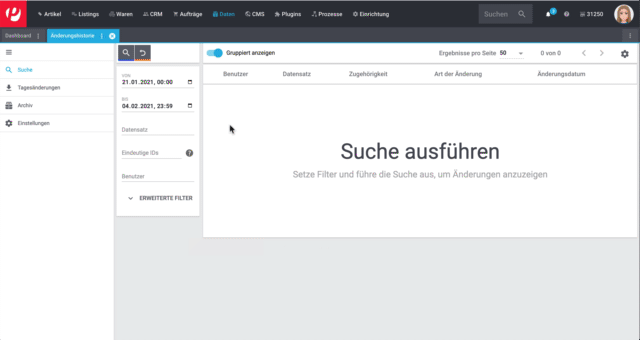 Artikel Listings Waren CRM Aufträge Daten CMS Plugins Prozesse Einrichtung Suchen 31250
Dashboard Änderungshistorie
Suche
Tagesänderungen
Archiv
Einstellungen
VON
21.01.2021, 00:00
BIS
04.02.2021, 23:59
Datensatz
Eindeutige IDs
Benutzer
ERWEITERTE FILTER
Gruppiert anzeigen Ergebnisse pro Seite 50 0 von 0
Benutzer Datensatz Zugehörigkeit Art der Änderung Änderungsdatum
Suche ausführen
Setze Filter und führe die Suche aus, um Änderungen anzuzeigen